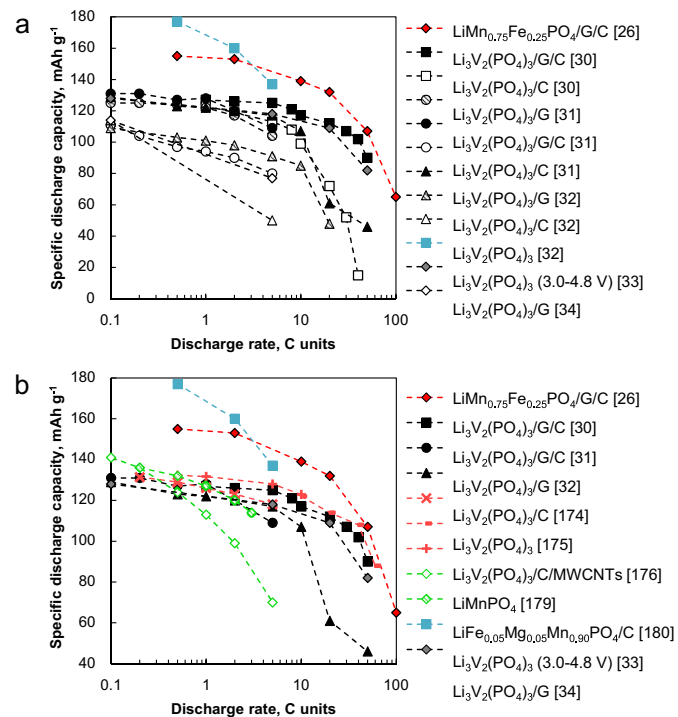 a
Specific discharge capacity, mAh g⁻¹
200
180
160
140
120
100
80
60
40
20
0
0.1
1
10
100
Discharge rate, C units
LiMn₀.₇₅Fe₀.₂₅PO₄/G/C [26]
Li₃V₂(PO₄)₃/G/C [30]
Li₃V₂(PO₄)₃/C [30]
Li₃V₂(PO₄)₃/G [31]
Li₃V₂(PO₄)₃/G/C [31]
Li₃V₂(PO₄)₃/C [31]
Li₃V₂(PO₄)₃/G [32]
Li₃V₂(PO₄)₃/C [32]
Li₃V₂(PO₄)₃ [32]
Li₃V₂(PO₄)₃ (3.0-4.8 V) [33]
Li₃V₂(PO₄)₃/G [34]
b
Specific discharge capacity, mAh g⁻¹
180
160
140
120
100
80
60
40
0.1
1
10
100
Discharge rate, C units
LiMn₀.₇₅Fe₀.₂₅PO₄/G/C [26]
Li₃V₂(PO₄)₃/G/C [30]
Li₃V₂(PO₄)₃/G/C [31]
Li₃V₂(PO₄)₃/G [32]
Li₃V₂(PO₄)₃/C [174]
Li₃V₂(PO₄)₃ [175]
Li₃V₂(PO₄)₃/C/MWCNTs [176]
LiMnPO₄ [179]
LiFe₀.₀₅Mg₀.₀₅Mn₀.₉₀PO₄/C [180]
Li₃V₂(PO₄)₃ (3.0-4.8 V) [33]
Li₃V₂(PO₄)₃/G [34]